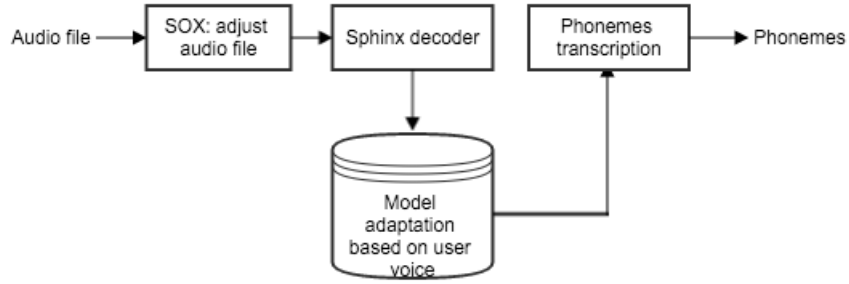 Audio file
SOX: adjust
audio file
Sphinx decoder
Phonemes
transcription
Phonemes
Model
adaptation
based on user
voice